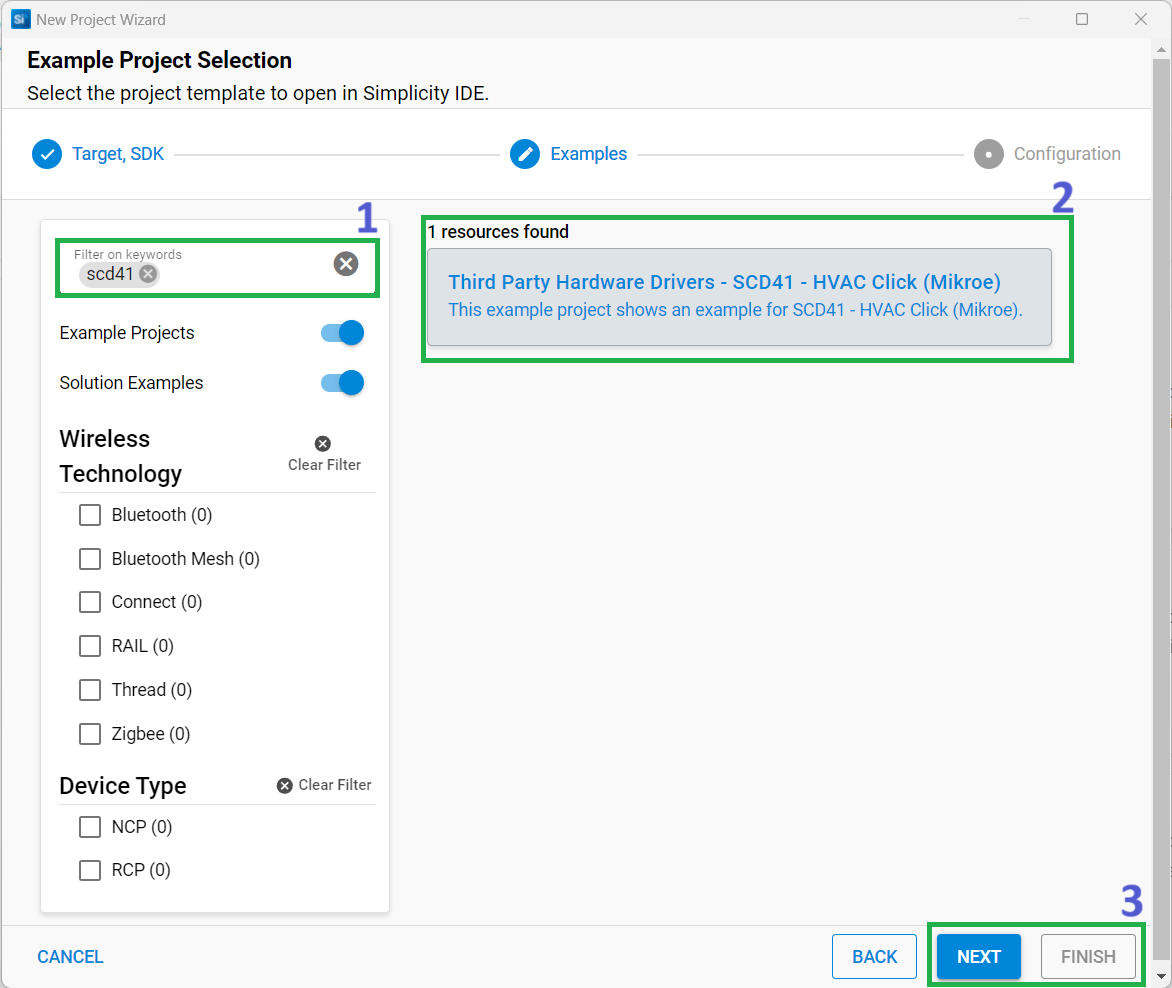 Si New Project Wizard
Example Project Selection
Select the project template to open in Simplicity IDE.
Target, SDK
Examples
Configuration
1
Filter on keywords
scd41
Example Projects
Solution Examples
Wireless
Technology
Clear Filter
Bluetooth (0)
Bluetooth Mesh (0)
Connect (0)
RAIL (0)
Thread (0)
Zigbee (0)
Device Type
Clear Filter
NCP (0)
RCP (0)
2
1 resources found
Third Party Hardware Drivers - SCD41 - HVAC Click (Mikroe)
This example project shows an example for SCD41 - HVAC Click (Mikroe).
3
CANCEL
BACK
NEXT
FINISH